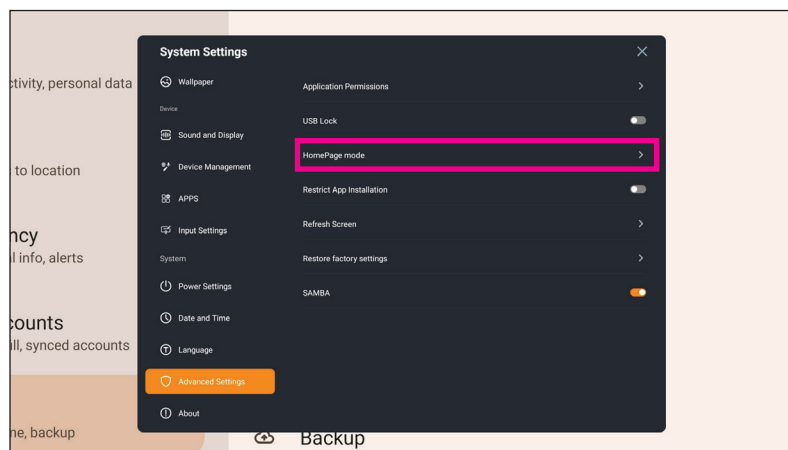 System Settings
Wallpaper
Device
Sound and Display
Device Management
APPS
Input Settings
System
Power Settings
Date and Time
Language
Advanced Settings
About
Application Permissions
USB Lock
HomePage mode
Restrict App Installation
Refresh Screen
Restore factory settings
SAMBA
ctivity, personal data
to location
ncy
l info, alerts
counts
ill, synced accounts
ne, backup
Backup